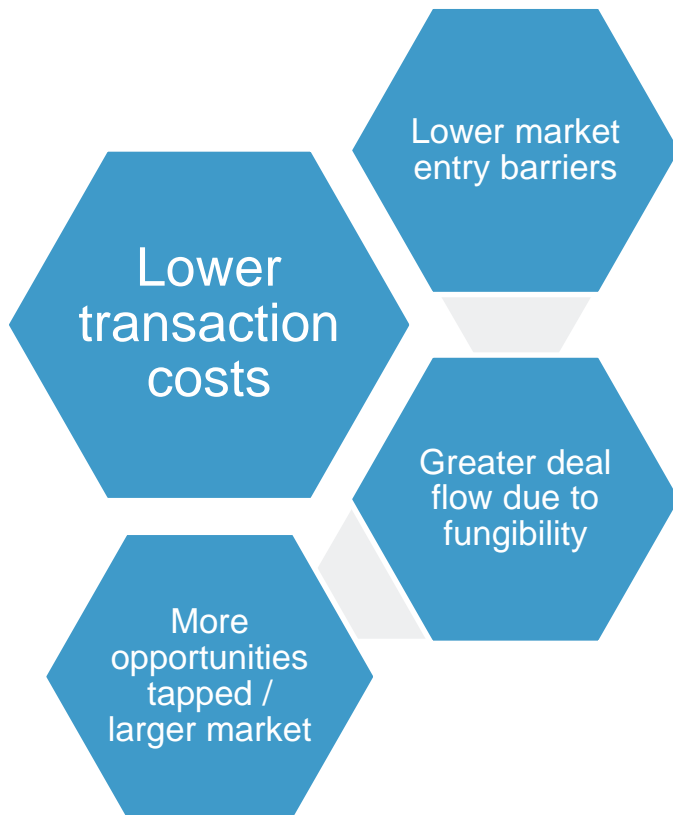 Lower
transaction
costs
Lower market
entry barriers
Greater deal
flow due to
fungibility
More
opportunities
tapped /
larger market